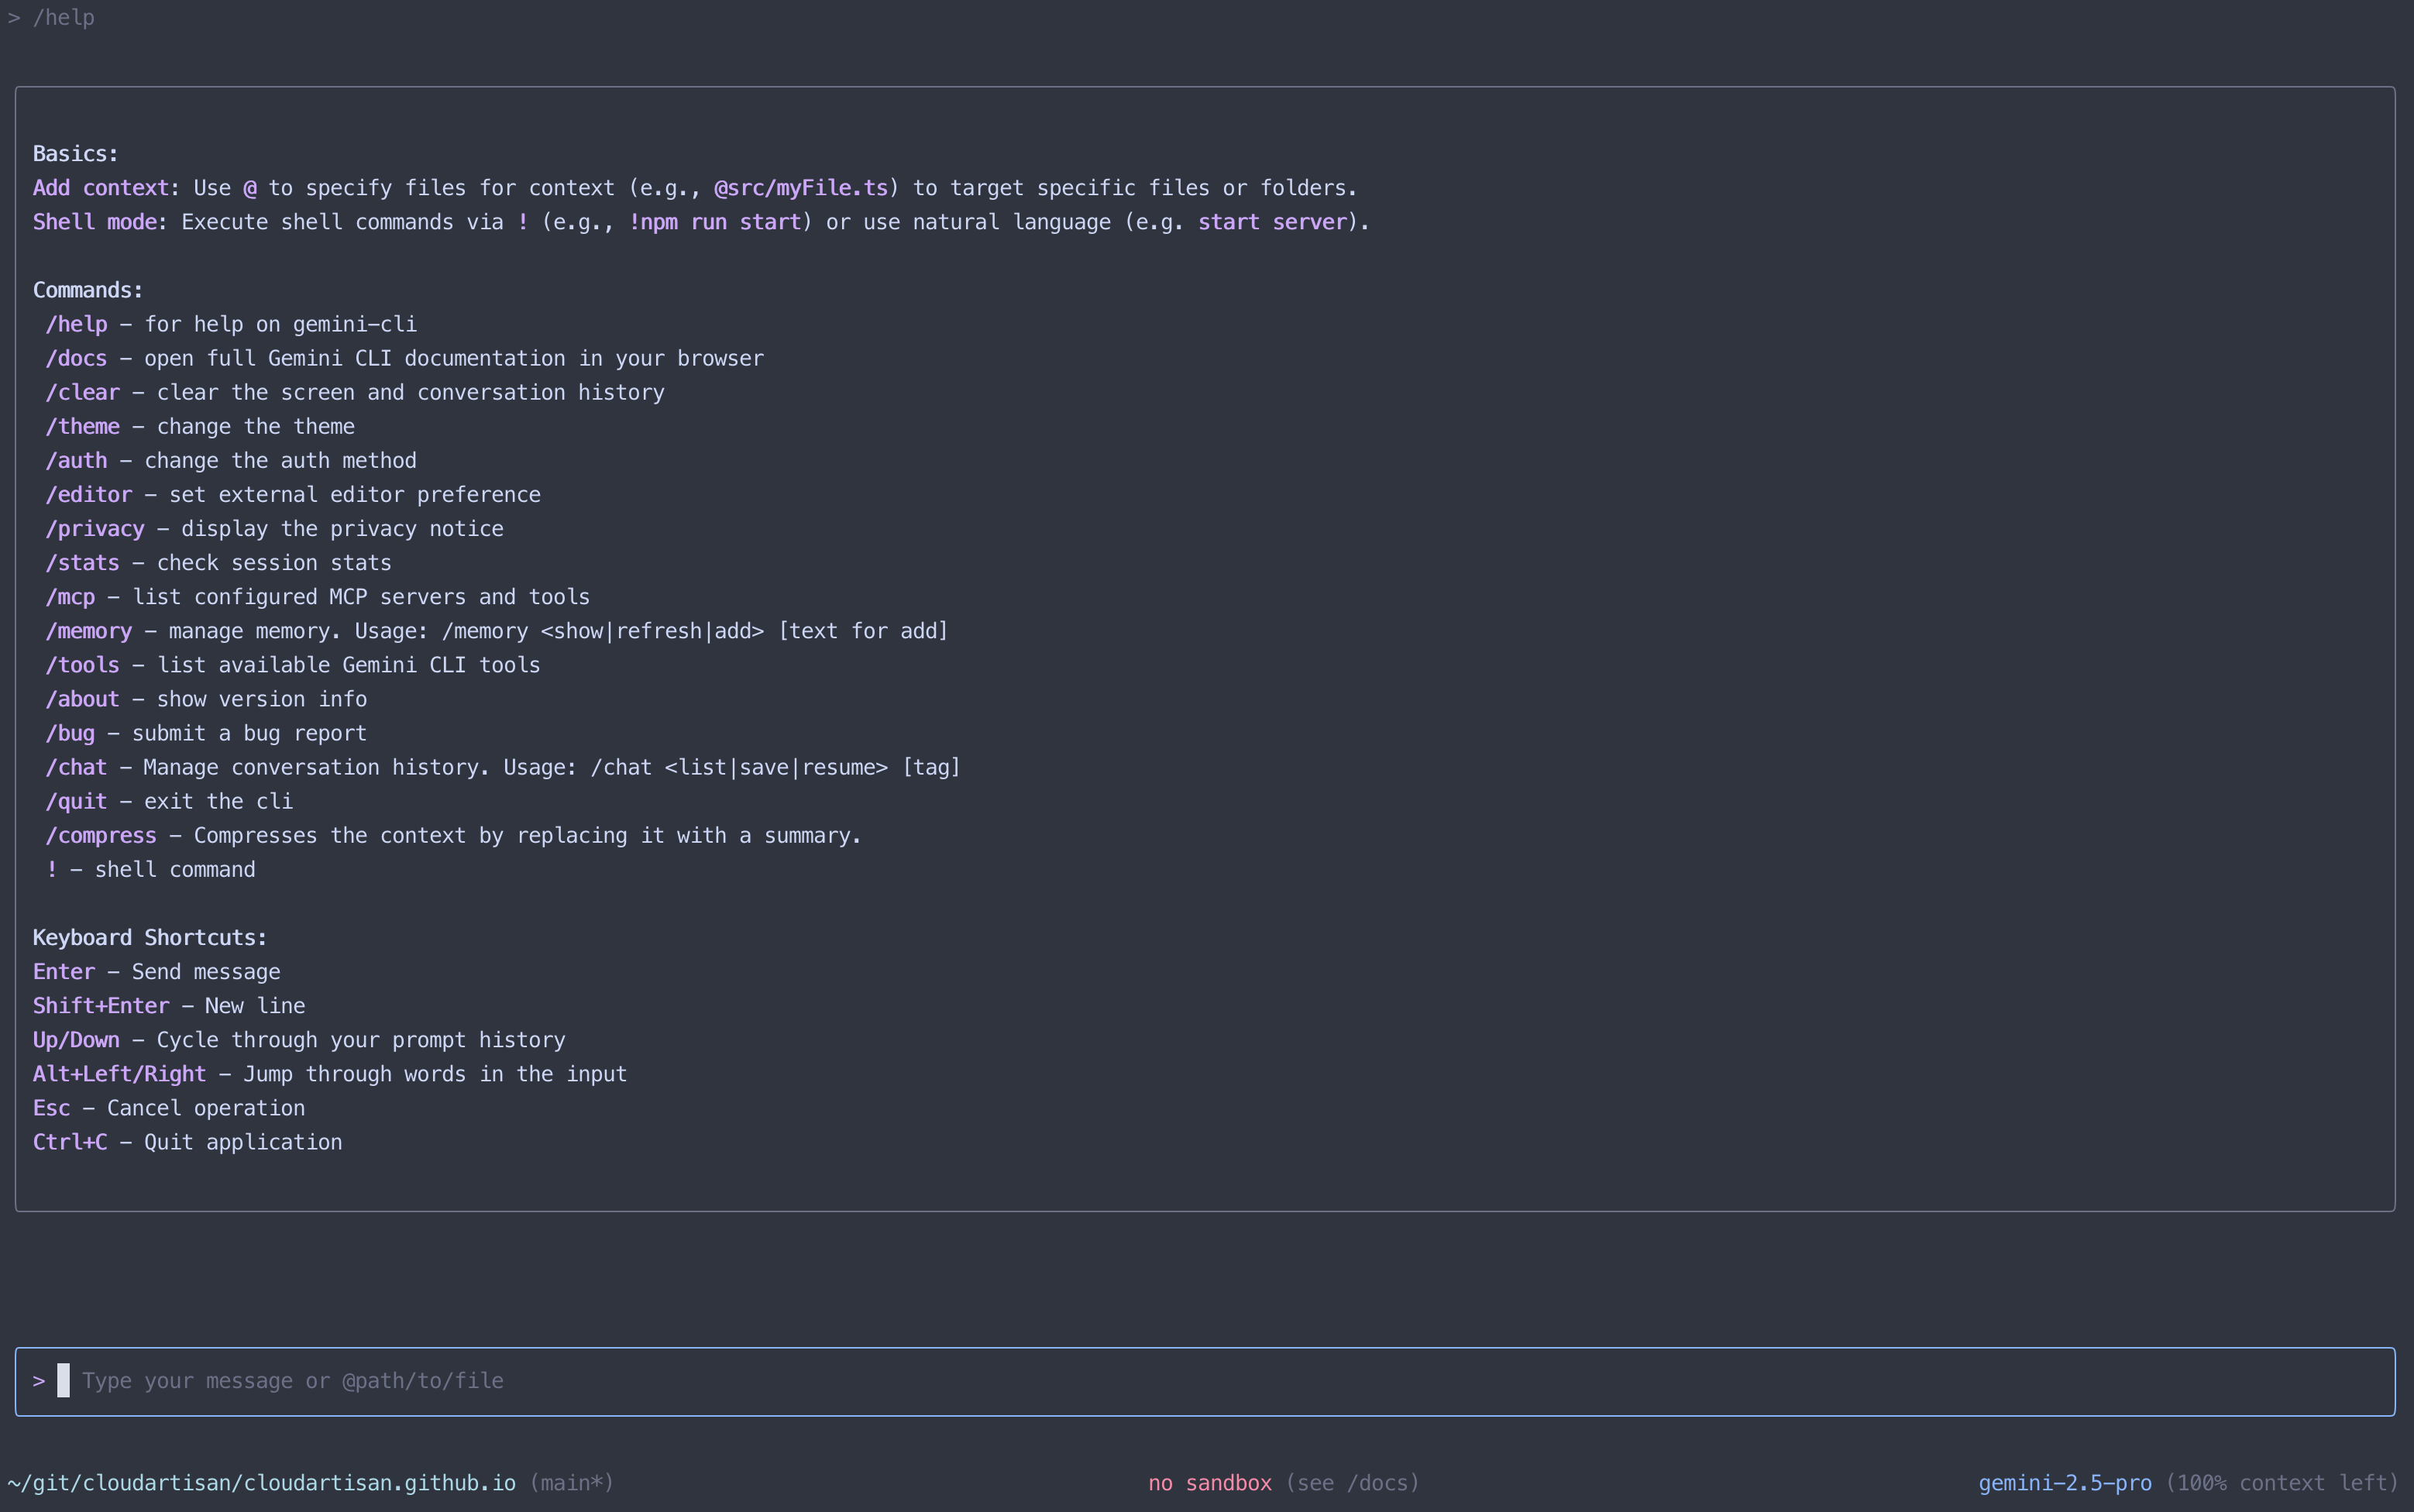 > /help
Basics:
Add context: Use @ to specify files for context (e.g., @src/myFile.ts) to target specific files or folders.
Shell mode: Execute shell commands via ! (e.g., !npm run start) or use natural language (e.g. start server).
Commands:
/help - for help on gemini-cli
/docs - open full Gemini CLI documentation in your browser
/clear - clear the screen and conversation history
/theme - change the theme
/auth - change the auth method
/editor - set external editor preference
/privacy - display the privacy notice
/stats - check session stats
/mcp - list configured MCP servers and tools
/memory - manage memory. Usage: /memory <show|refresh|add> [text for add]
/tools - list available Gemini CLI tools
/about - show version info
/bug - submit a bug report
/chat - Manage conversation history. Usage: /chat <list|save|resume> [tag]
/quit - exit the cli
/compress - Compresses the context by replacing it with a summary.
! - shell command
Keyboard Shortcuts:
Enter - Send message
Shift+Enter - New line
Up/Down - Cycle through your prompt history
Alt+Left/Right - Jump through words in the input
Esc - Cancel operation
Ctrl+C - Quit application
> Type your message or @path/to/file
~/git/cloudartisan/cloudartisan.github.io (main*) no sandbox (see /docs) gemini-2.5-pro (100% context left)